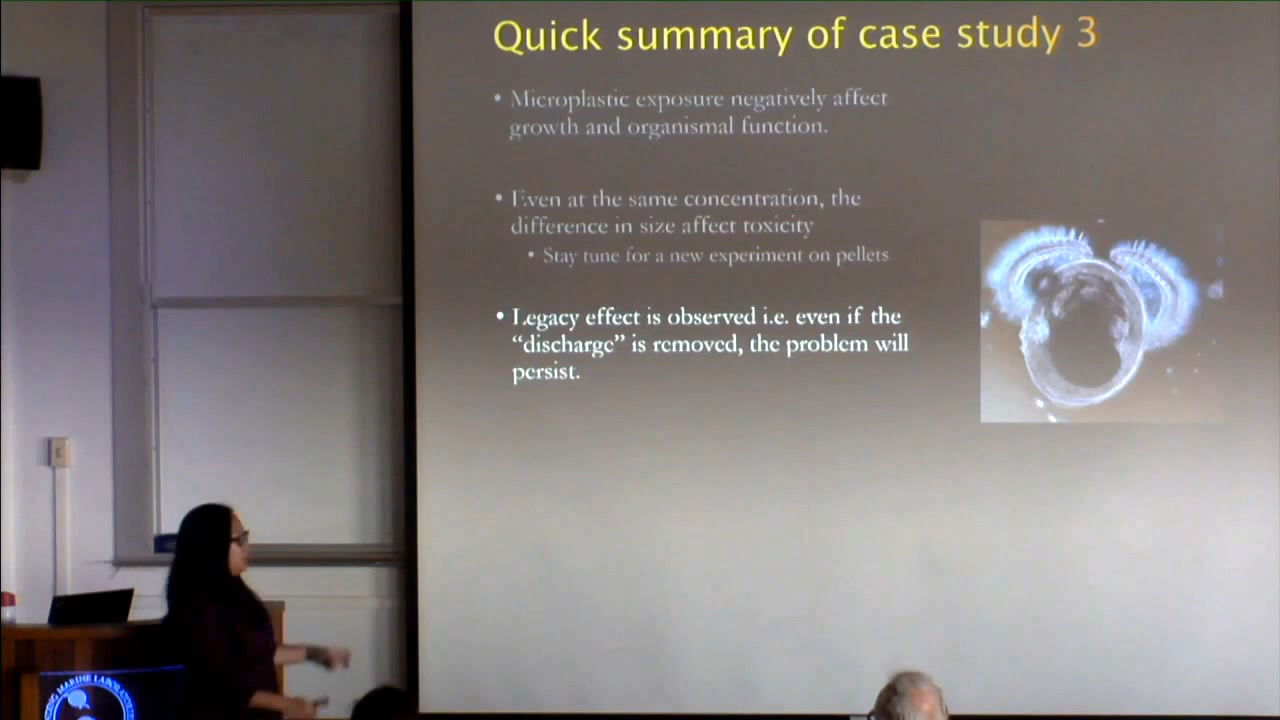 Quick summary of case study 3
• Microplastic exposure negatively affect
growth and organismal function.
• Even at the same concentration, the
difference in size affect toxicity
• Stay tune for a new experiment on pellets
• Legacy effect is observed i.e. even if the
“discharge” is removed, the problem will
persist.
MARINE LABORATORIES